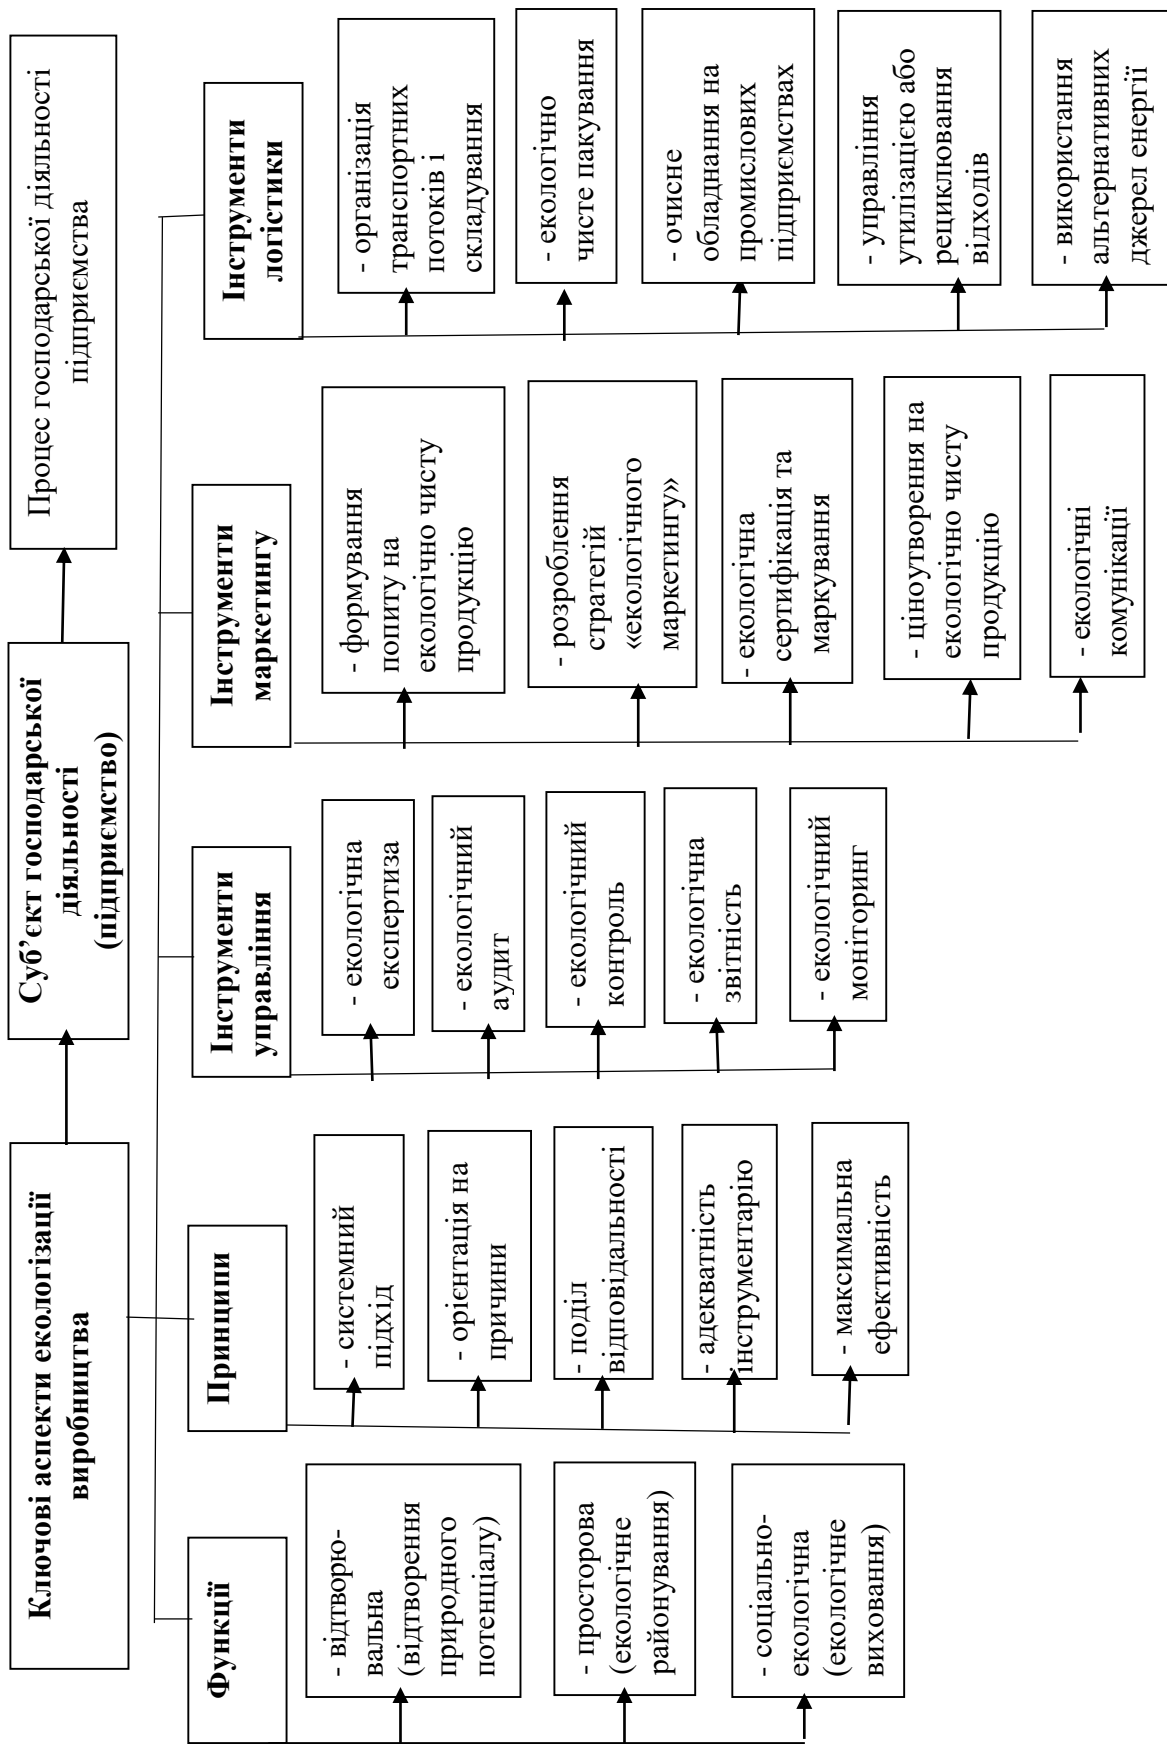 Ключові аспекти екологізації
виробництва
Суб’єкт господарської
діяльності
(підприємство)
Процес господарської діяльності
підприємства
Функції
- відтворю-
вальна
(відтворення
природного
потенціалу)
- просторова
(екологічне
районування)
- соціально-
екологічна
(екологічне
виховання)
Принципи
- системний
підхід
- орієнтація на
причини
- поділ
відповідальності
- адекватність
інструментарію
- максимальна
ефективність
Інструменти
управління
- екологічна
експертиза
- екологічний
аудит
- екологічний
контроль
- екологічна
звітність
- екологічний
моніторинг
Інструменти
маркетингу
- формування
попиту на
екологічно чисту
продукцію
- розроблення
стратегій
«екологічного
маркетингу»
- екологічна
сертифікація та
маркування
- ціноутворення на
екологічно чисту
продукцію
- екологічні
комунікації
Інструменти
логістики
- організація
транспортних
потоків і
складування
- екологічно
чисте пакування
- очисне
обладнання на
промислових
підприємствах
- управління
утилізацією або
рециклювання
відходів
- використання
альтернативних
джерел енергії